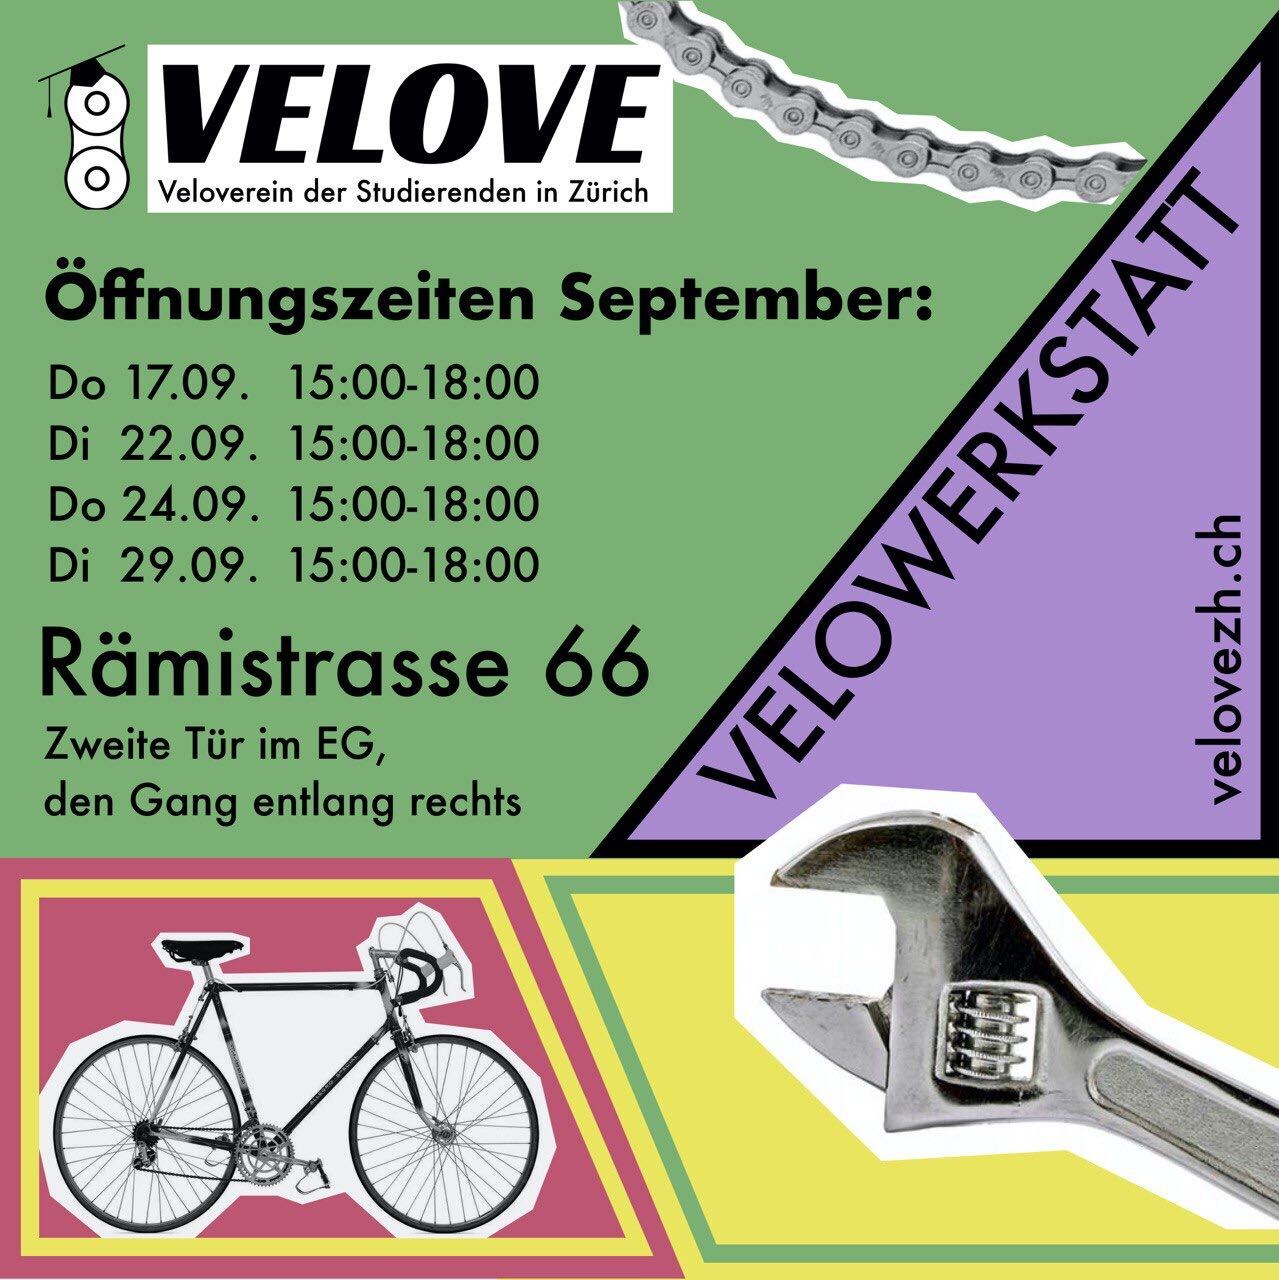 VELOVE
Veloverein der Studierenden in Zürich
Öffnungszeiten September:
Do 17.09. 15:00-18:00
Di 22.09. 15:00-18:00
Do 24.09. 15:00-18:00
Di 29.09. 15:00-18:00
Rämistrasse 66
Zweite Tür im EG,
den Gang entlang rechts
VELOWERKSTATT
velovezh.ch